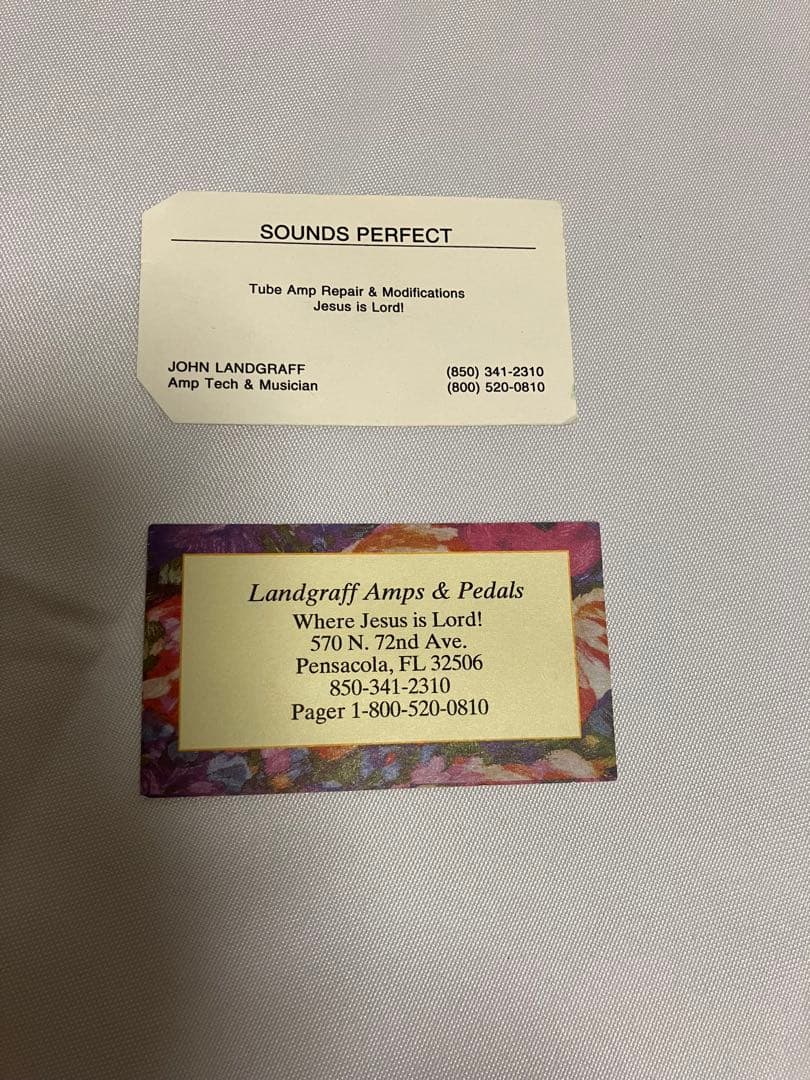 SOUNDS PERFECT
Tube Amp Repair & Modifications
Jesus is Lord!
JOHN LANDGRAFF
Amp Tech & Musician
(850) 341-2310
(800) 520-0810
Landgraff Amps & Pedals
Where Jesus is Lord!
570 N. 72nd Ave.
Pensacola, FL 32506
850-341-2310
Pager 1-800-520-0810